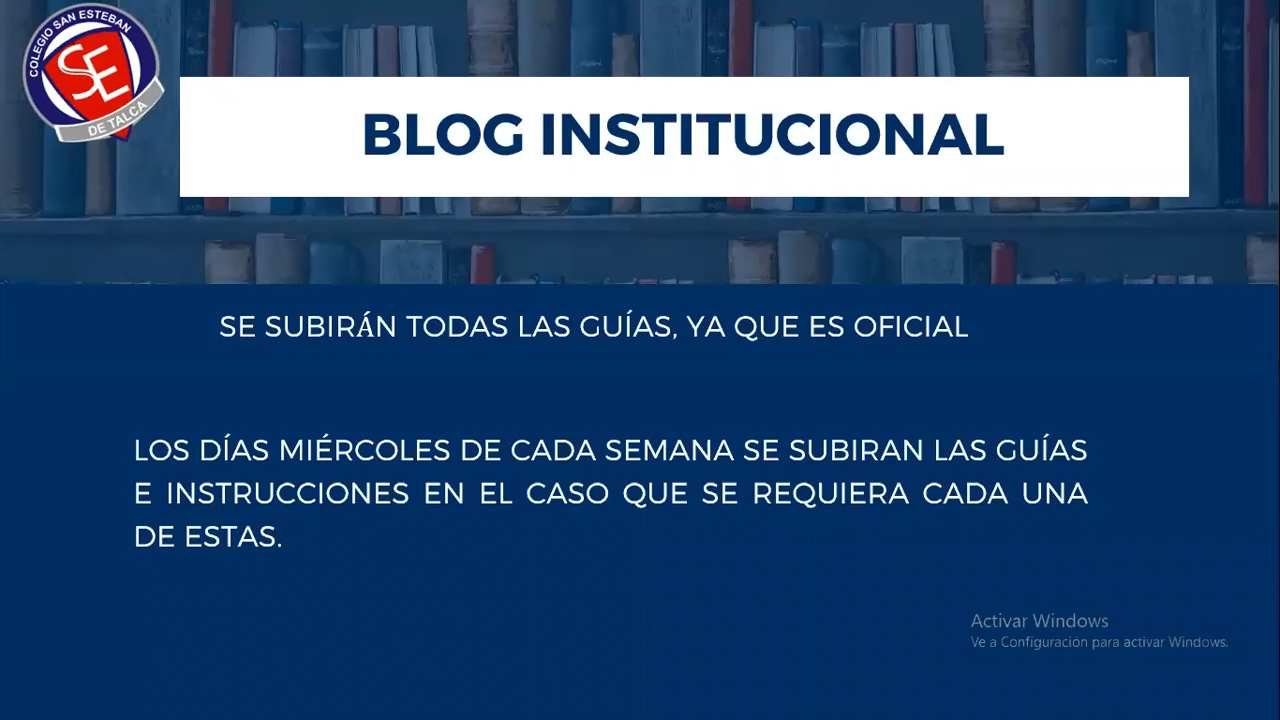 COLEGIO SAN ESTEBAN
SE
DE TALCA
BLOG INSTITUCIONAL
SE SUBIRÁN TODAS LAS GUÍAS, YA QUE ES OFICIAL
LOS DÍAS MIÉRCOLES DE CADA SEMANA SE SUBIRAN LAS GUÍAS
E INSTRUCCIONES EN EL CASO QUE SE REQUIERA CADA UNA
DE ESTAS.
Activar Windows
Ve a Configuración para activar Windows.